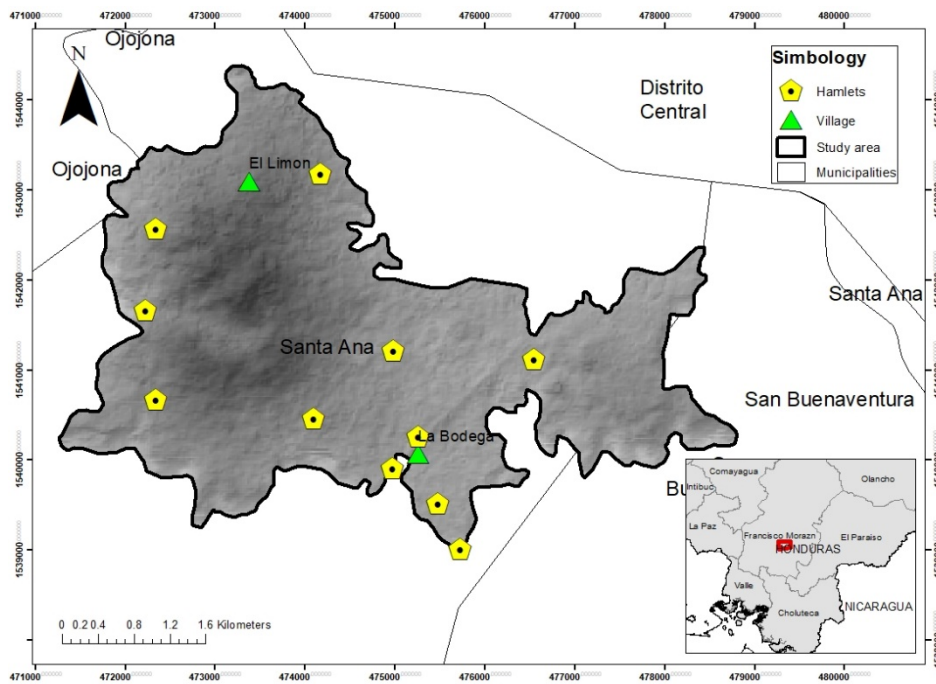 471000 472000 473000 474000 475000 476000 477000 478000 479000 480000
Ojojona
N
Simbology
Hamlets
Village
Study area
Municipalities
Distrito
Central
1544000
El Limon
Ojojona
1543000
1542000
Santa Ana
Santa Ana
1541000
San Buenaventura
La Bodega
1540000
Bu
1539000
Comayagua
Olancho
Intibuc
La Paz
Francisco Morazn
El Paraiso
HONDURAS
Valle
NICARAGUA
Choluteca
0 0.2 0.4 0.8 1.2 1.6 Kilometers
471000 472000 473000 474000 475000 476000 477000 478000 479000 480000